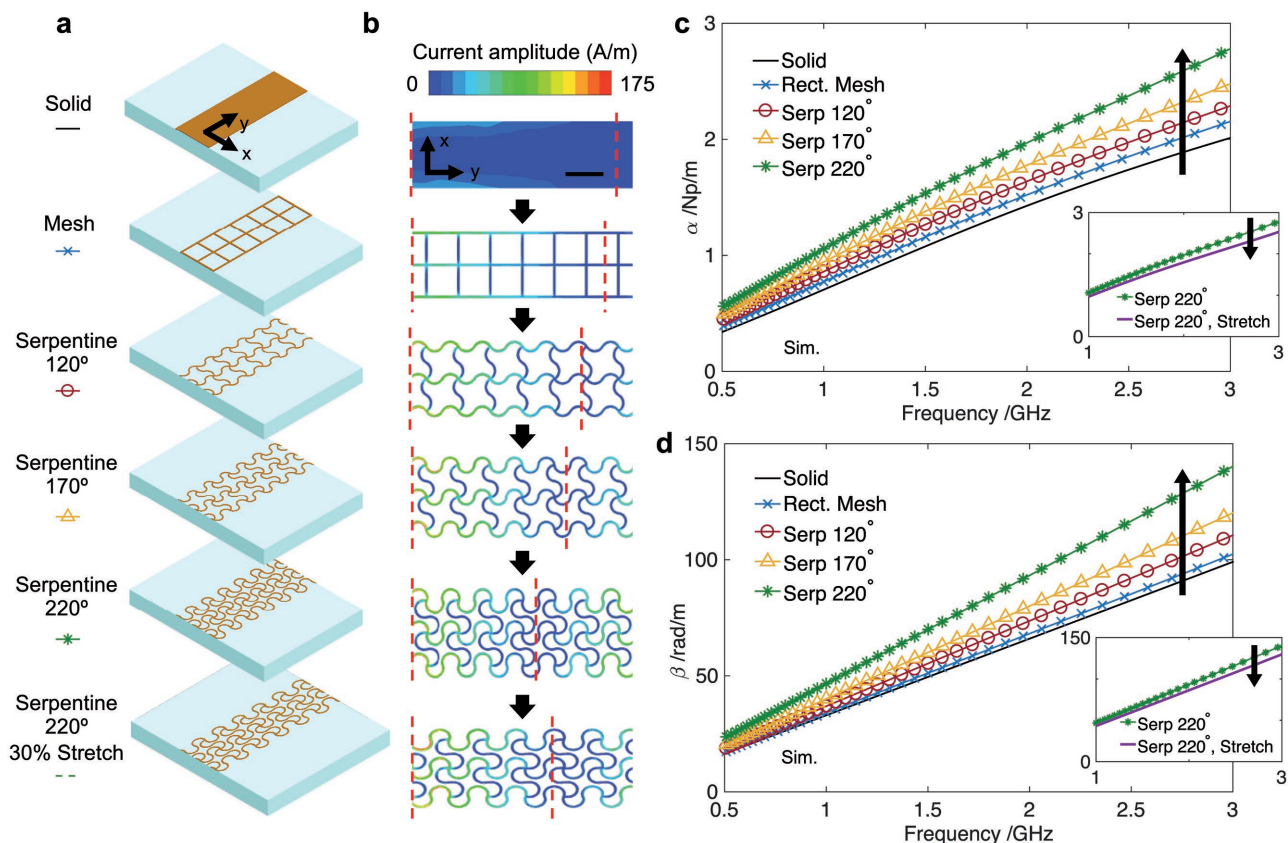 a
Solid
y
x
Mesh
Serpentine
120º
Serpentine
170º
Serpentine
220º
Serpentine
220º
30% Stretch
b
Current amplitude (A/m)
0
175
x
y
c
3
2
1
0
α /Np/m
Solid
Rect. Mesh
Serp 120°
Serp 170°
Serp 220°
Sim.
0.5
1
1.5
2
2.5
3
Frequency /GHz
3
0
Serp 220°
Serp 220°, Stretch
1
3
d
150
100
50
0
β /rad/m
Solid
Rect. Mesh
Serp 120°
Serp 170°
Serp 220°
Sim.
0.5
1
1.5
2
2.5
3
Frequency /GHz
150
0
Serp 220°
Serp 220°, Stretch
1
3